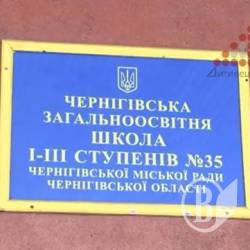 ЧЕРНІГІВСЬКА
ЗАГАЛЬНООСВІТНЯ
ШКОЛА
І-ІІІ СТУПЕНІВ №35
ЧЕРНІГІВСЬКОЇ МІСЬКОЇ РАДИ
ЧЕРНІГІВСЬКОЇ ОБЛАСТІ